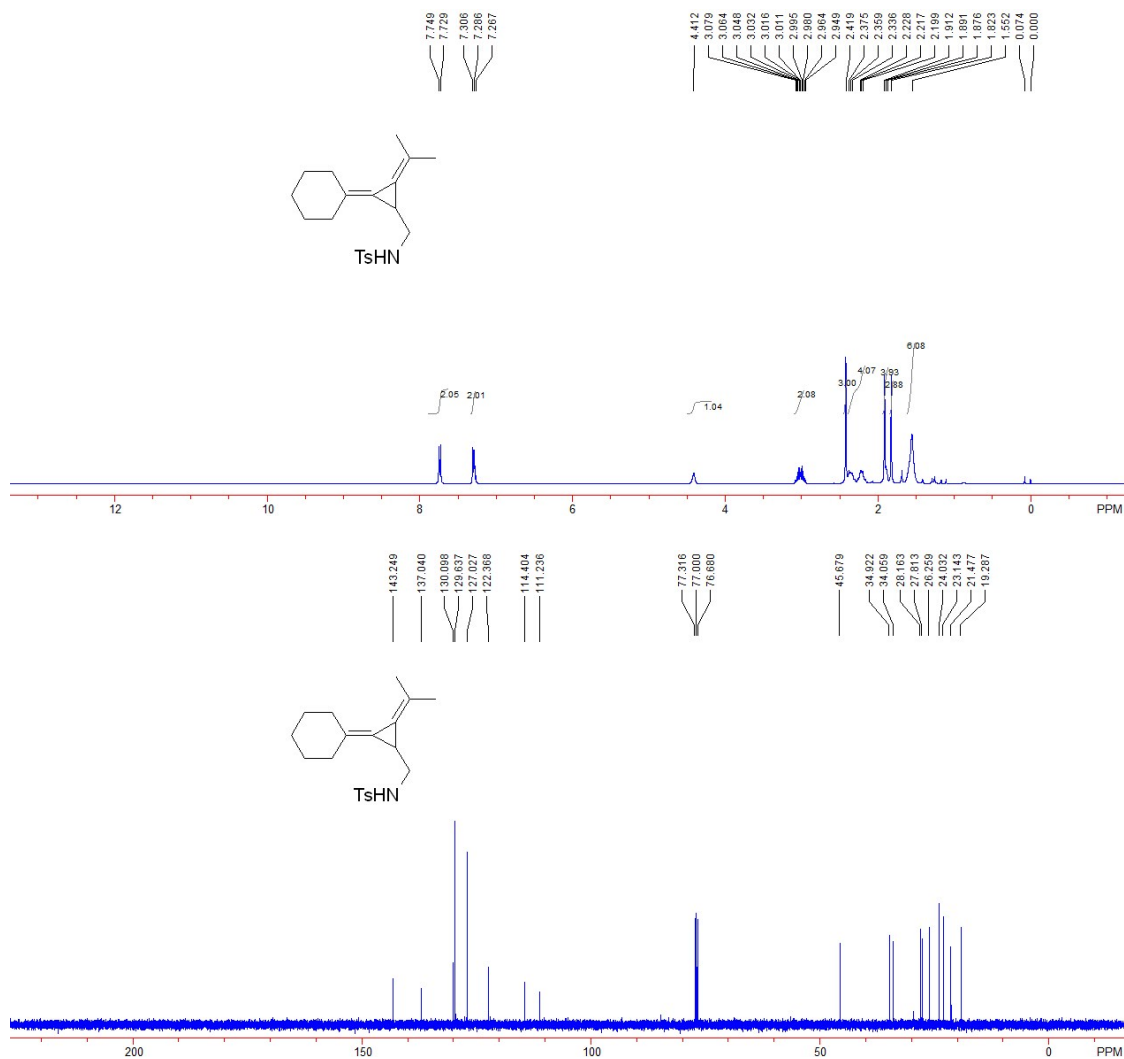 7.749 7.729 7.306 7.286 7.267 4.412 3.079 3.064 3.048 3.032 3.016 3.011 2.995 2.980 2.964 2.949 2.419 2.375 2.359 2.336 2.228 2.217 2.199 1.912 1.891 1.876 1.823 1.552 0.074 0.000
TsHN
2.05 2.01 1.04 2.08 3.00 4.07 3.93 2.88 6.08
12 10 8 6 4 2 0 PPM
143.249 137.040 130.098 129.637 127.027 122.368 114.404 111.236 77.316 77.000 76.680 45.679 34.922 34.059 28.163 27.813 26.259 24.032 23.143 21.477 19.287
TsHN
200 150 100 50 0 PPM